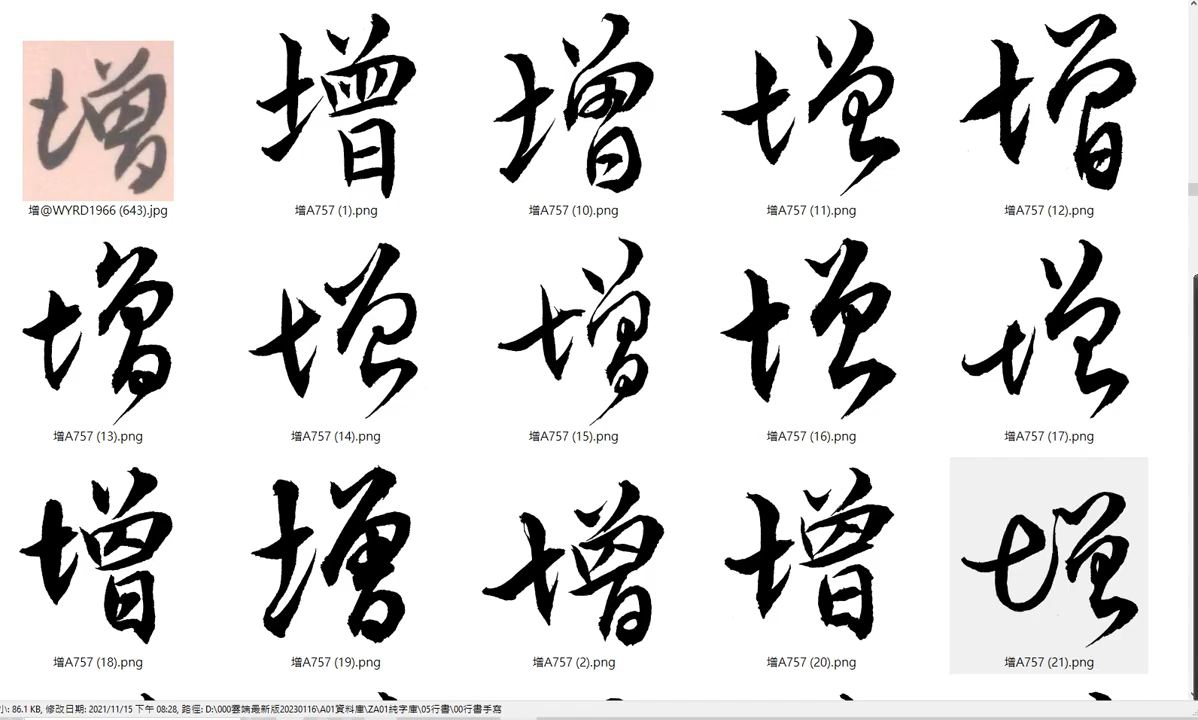 增 增 增 增 增
增@WYRD1966 (643).jpg 增A757 (1).png 增A757 (10).png 增A757 (11).png 增A757 (12).png
增 增 增 增 增
增A757 (13).png 增A757 (14).png 增A757 (15).png 增A757 (16).png 增A757 (17).png
增 增 增 增 增
增A757 (18).png 增A757 (19).png 增A757 (2).png 增A757 (20).png 增A757 (21).png
小: 86.1 KB, 修改日期: 2021/11/15 下午 08:28, 路徑: D:\000雲端最新版20230116\A01資料庫\ZA01純字庫\05行書\00行書手寫